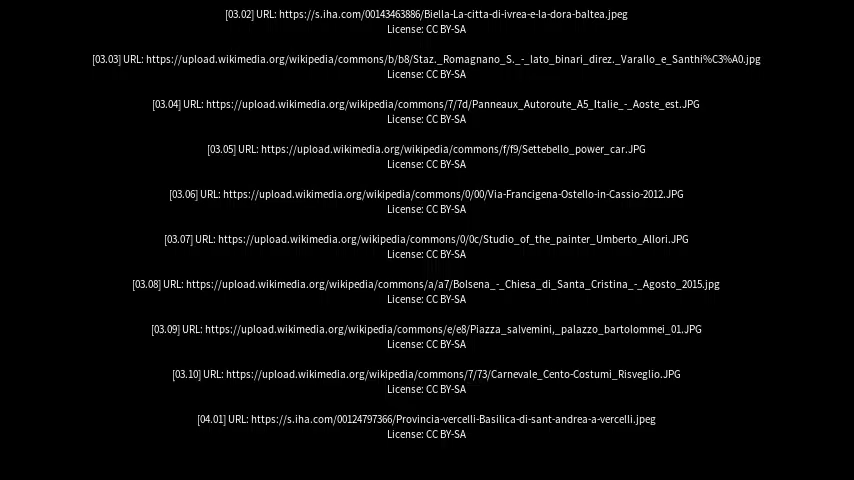 [03.02] URL: https://s.iha.com/00143463886/Biella-La-citta-di-ivrea-e-la-dora-baltea.jpeg
License: CC BY-SA
[03.03] URL: https://upload.wikimedia.org/wikipedia/commons/b/b8/Staz._Romagnano_S._-_lato_binari_direz._Varallo_e_Santhi%C3%A0.jpg
License: CC BY-SA
[03.04] URL: https://upload.wikimedia.org/wikipedia/commons/7/7d/Panneaux_Autoroute_A5_Italie_-_Aoste_est.JPG
License: CC BY-SA
[03.05] URL: https://upload.wikimedia.org/wikipedia/commons/f/f9/Settebello_power_car.JPG
License: CC BY-SA
[03.06] URL: https://upload.wikimedia.org/wikipedia/commons/0/00/Via-Francigena-Ostello-in-Cassio-2012.JPG
License: CC BY-SA
[03.07] URL: https://upload.wikimedia.org/wikipedia/commons/0/0c/Studio_of_the_painter_Umberto_Allori.JPG
License: CC BY-SA
[03.08] URL: https://upload.wikimedia.org/wikipedia/commons/a/a7/Bolsena_-_Chiesa_di_Santa_Cristina_-_Agosto_2015.jpg
License: CC BY-SA
[03.09] URL: https://upload.wikimedia.org/wikipedia/commons/e/e8/Piazza_salvemini,_palazzo_bartolommei_01.JPG
License: CC BY-SA
[03.10] URL: https://upload.wikimedia.org/wikipedia/commons/7/73/Carnevale_Cento-Costumi_Risveglio.JPG
License: CC BY-SA
[04.01] URL: https://s.iha.com/00124797366/Provincia-vercelli-Basilica-di-sant-andrea-a-vercelli.jpeg
License: CC BY-SA